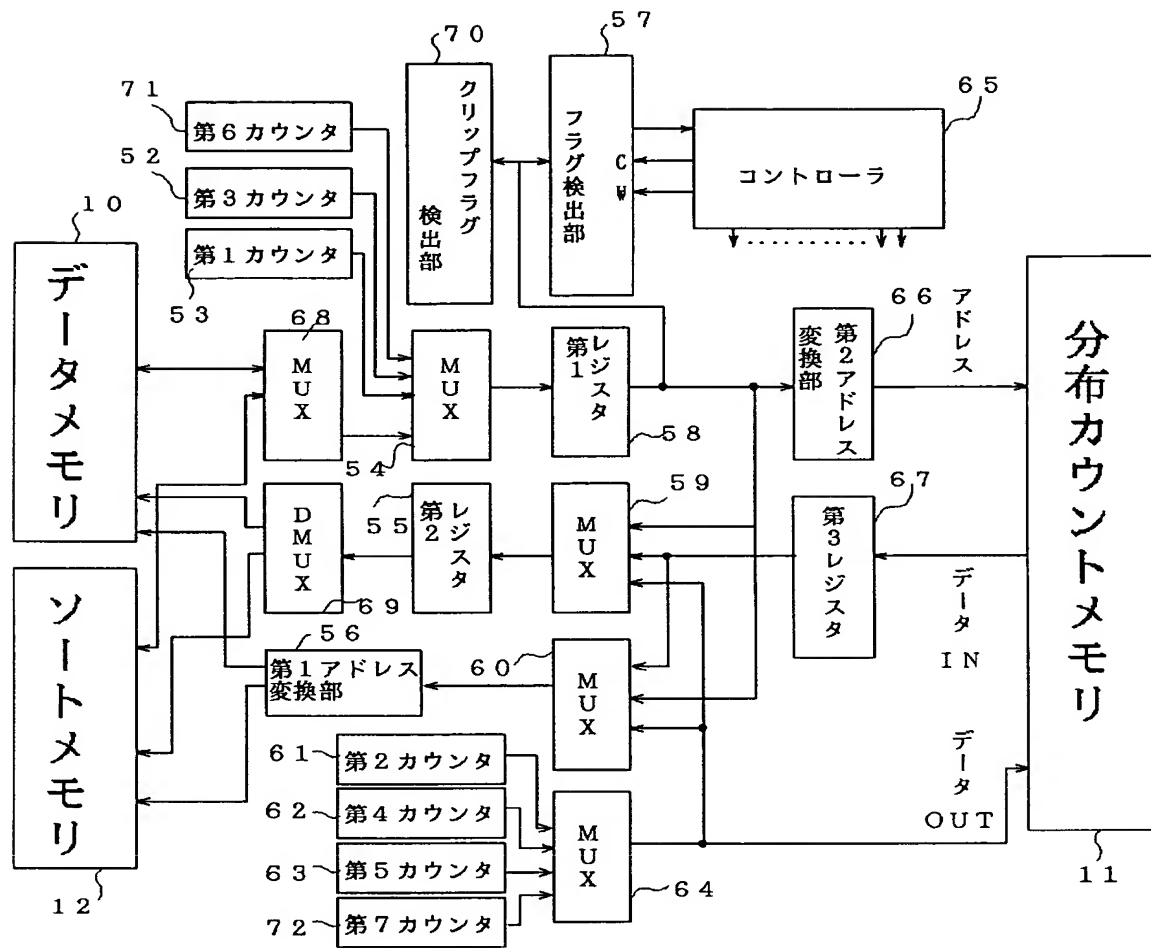 70
57
71
65
第6カウンタ
52
第3カウンタ
10
第1カウンタ
53
クリップフラグ
検出部
フラグ検出部
C
W
コントローラ
データメモリ
68
MUX
MUX
54
第1
レジスタ
58
第2アドレス
変換部
66
アドレス
分布カウントメモリ
DMUX
69
55
第2
レジスタ
MUX
59
第3レジスタ
67
データ
IN
ソートメモリ
12
56
第1アドレス
変換部
60
MUX
61
第2カウンタ
62
第4カウンタ
63
第5カウンタ
72
第7カウンタ
MUX
64
データ
OUT
11